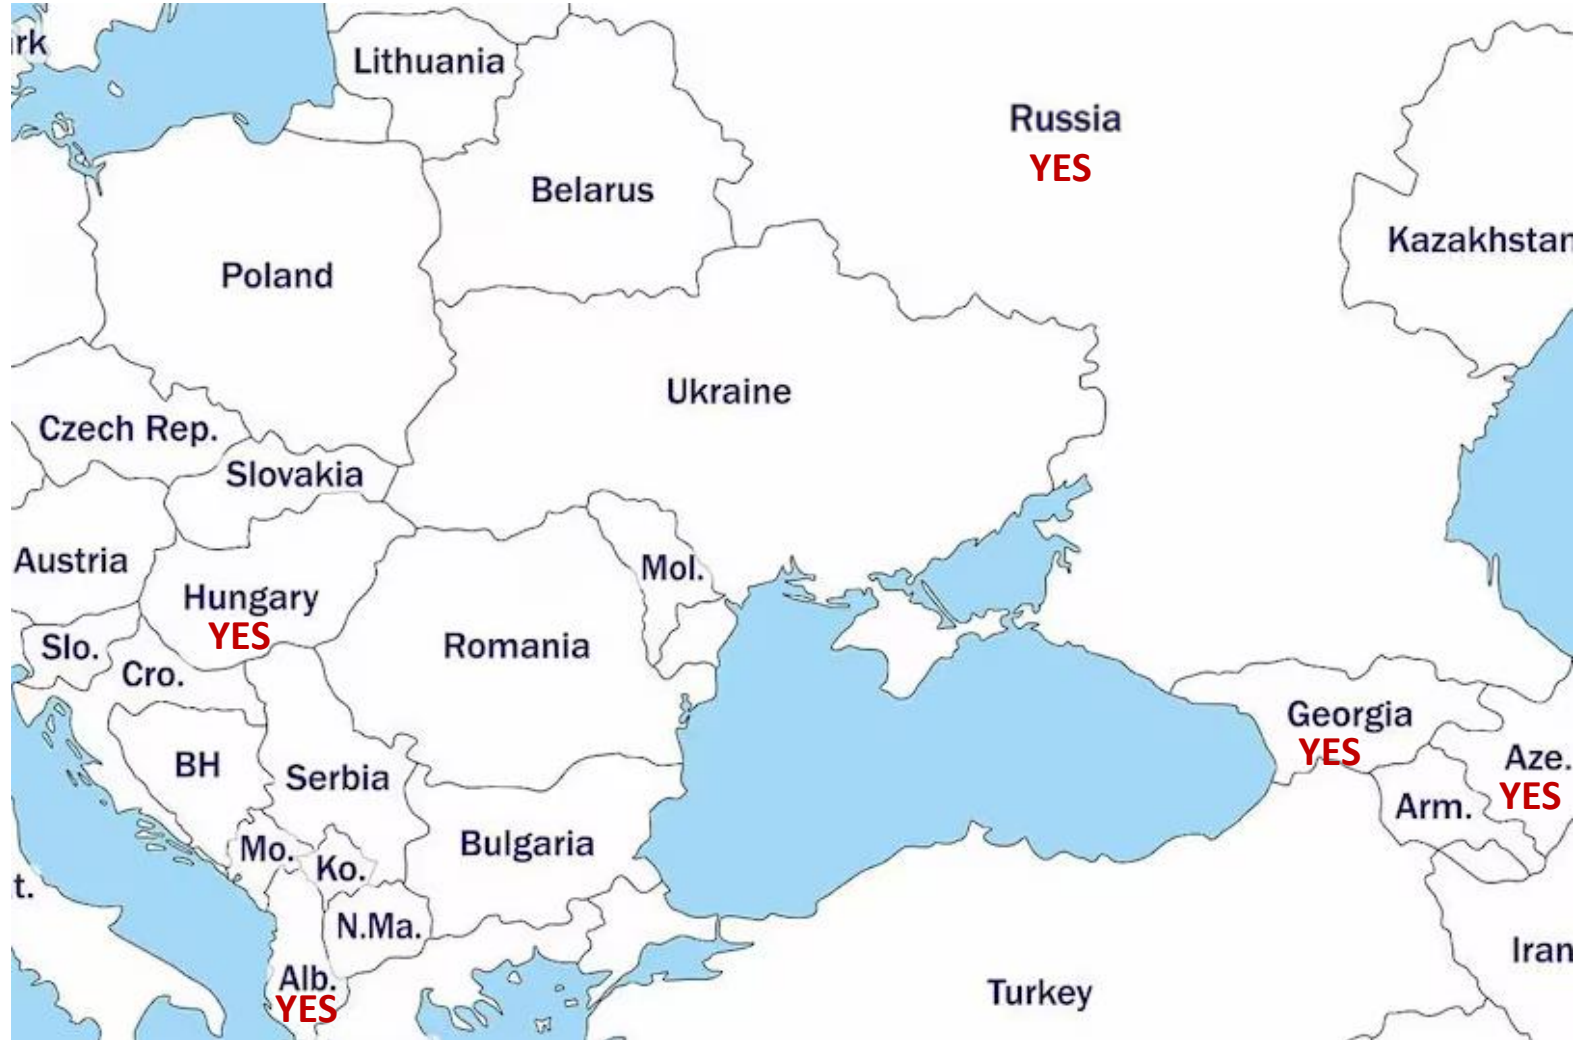 rk
Lithuania
Russia
YES
Belarus
Kazakhstan
Poland
Ukraine
Czech Rep.
Slovakia
Austria
Mol.
Hungary
YES
Slo.
Romania
Cro.
Georgia
YES
BH
Serbia
Aze.
YES
Arm.
Bulgaria
Mo.
Ko.
t.
N.Ma.
Iran
Alb.
YES
Turkey